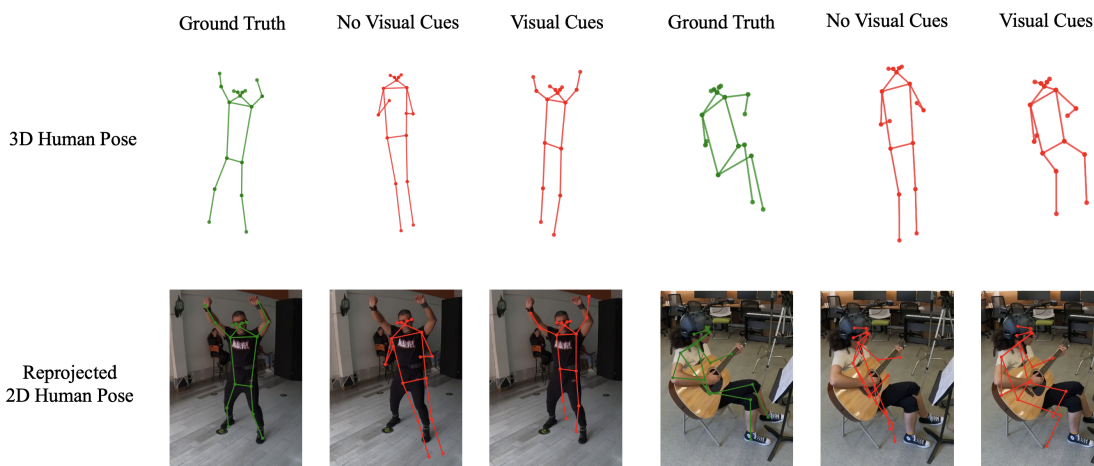 Ground Truth
No Visual Cues
Visual Cues
Ground Truth
No Visual Cues
Visual Cues
3D Human Pose
Reprojected
2D Human Pose